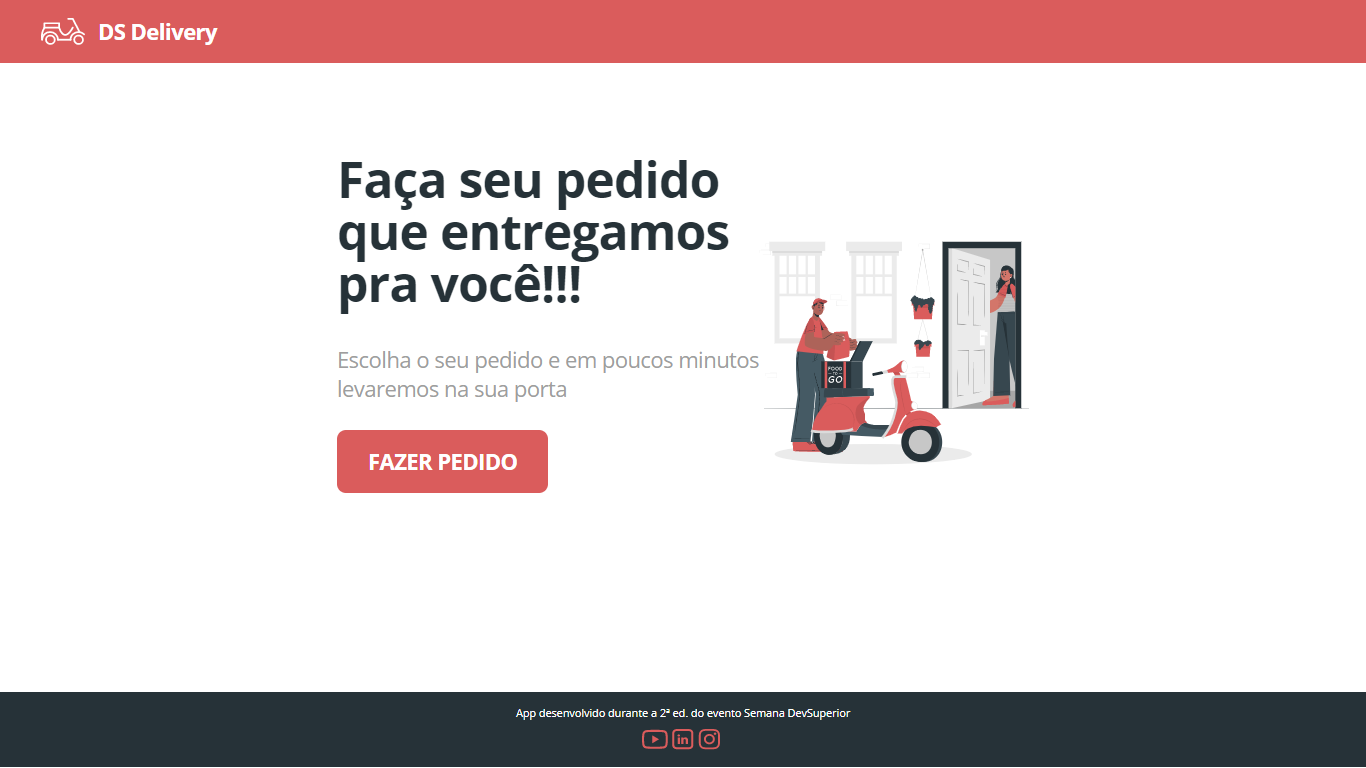 DS Delivery
Faça seu pedido
que entregamos
pra você!!!
Escolha o seu pedido e em poucos minutos
levaremos na sua porta
FOOD
TO
GO
FAZER PEDIDO
App desenvolvido durante a 2ª ed. do evento Semana DevSuperior
in